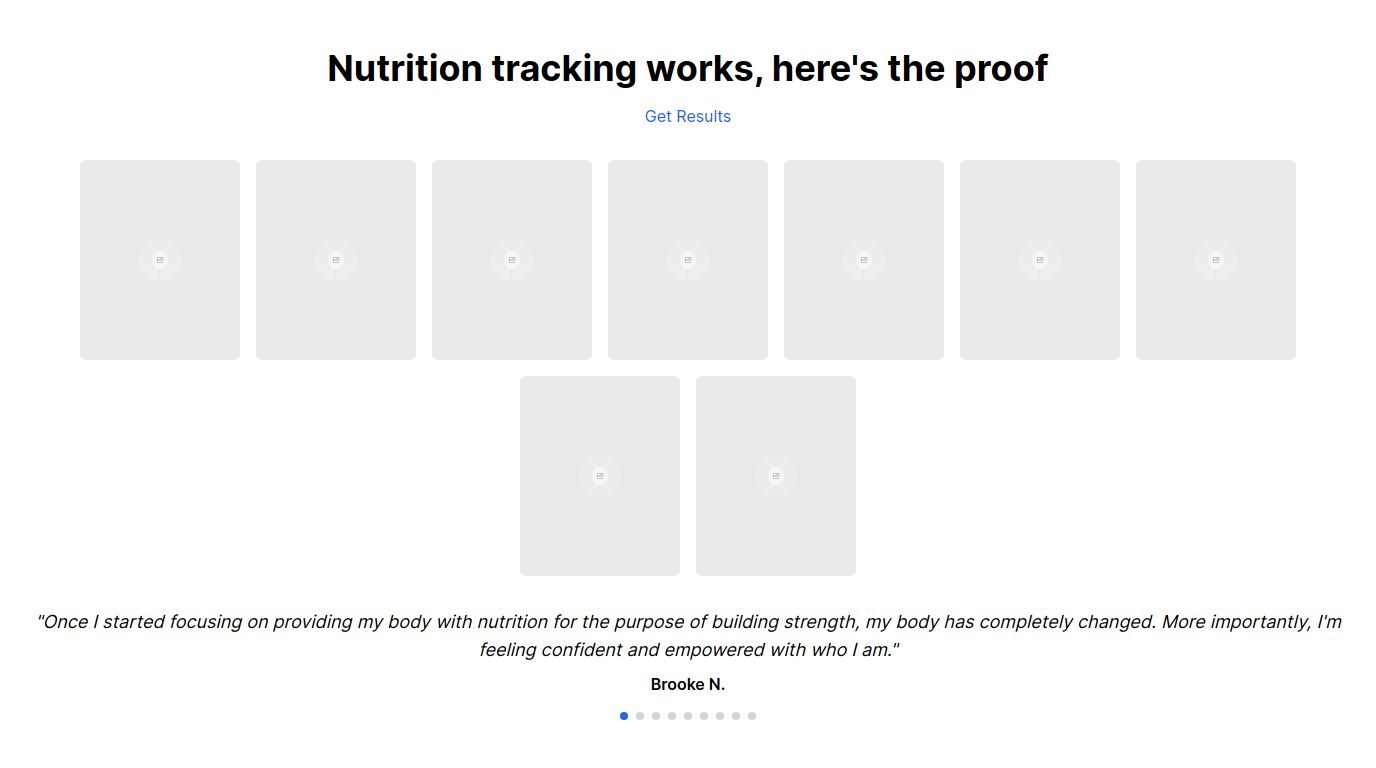 Nutrition tracking works, here's the proof
Get Results
"Once I started focusing on providing my body with nutrition for the purpose of building strength, my body has completely changed. More importantly, I'm
feeling confident and empowered with who I am."
Brooke N.